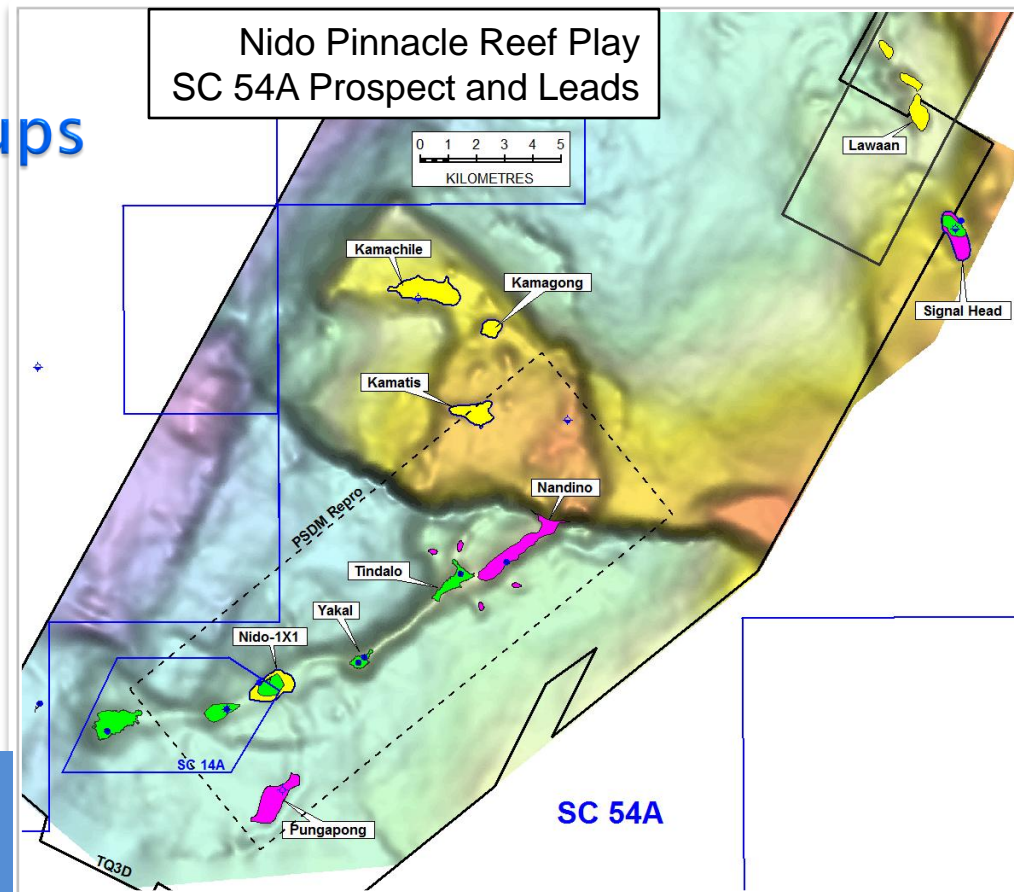 Nido Pinnacle Reef Play
SC 54A Prospect and Leads
ups
0 1 2 3 4 5
KILOMETRES
Lawaan
Signal Head
Kamachile
Kamagong
Kamatis
Nandino
PSDM Repro
Tindalo
Yakal
Nido-1X1
SC 14A
Pungapong
SC 54A
TQ3D